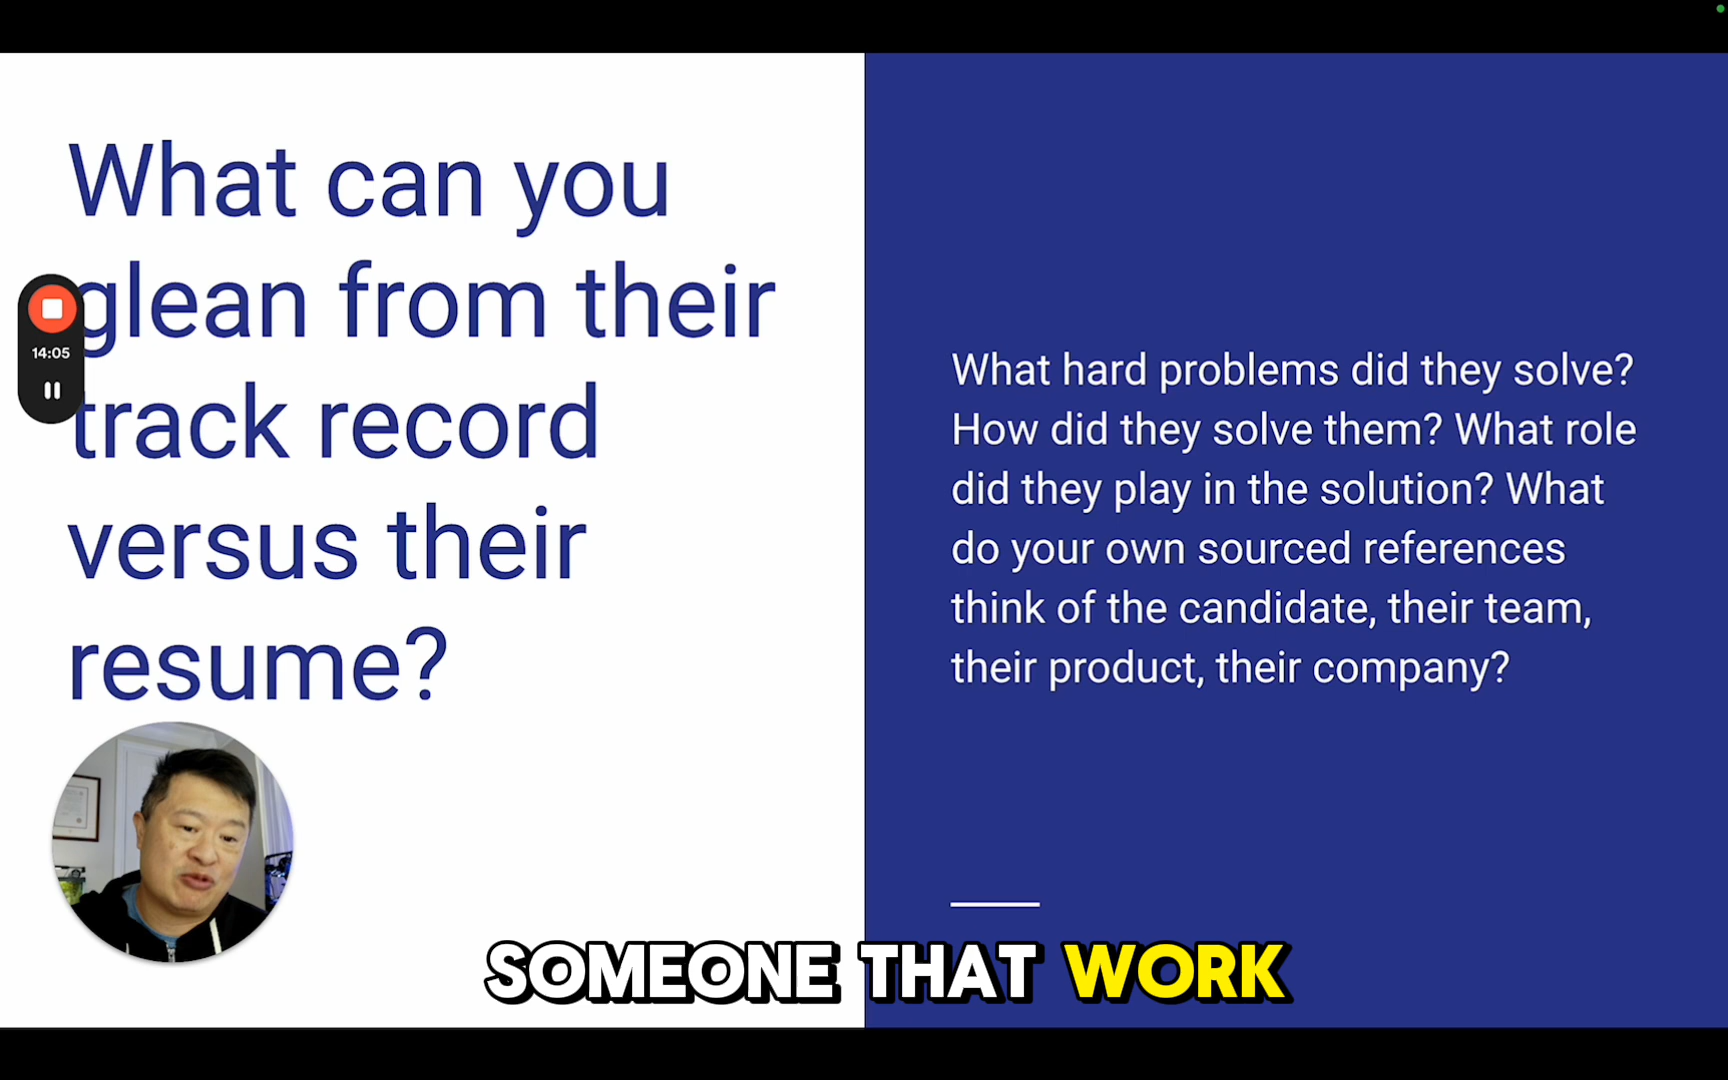 What can you
glean from their
track record
versus their
resume?
14:05
What hard problems did they solve?
How did they solve them? What role
did they play in the solution? What
do your own sourced references
think of the candidate, their team,
their product, their company?
SOMEONE THAT WORK